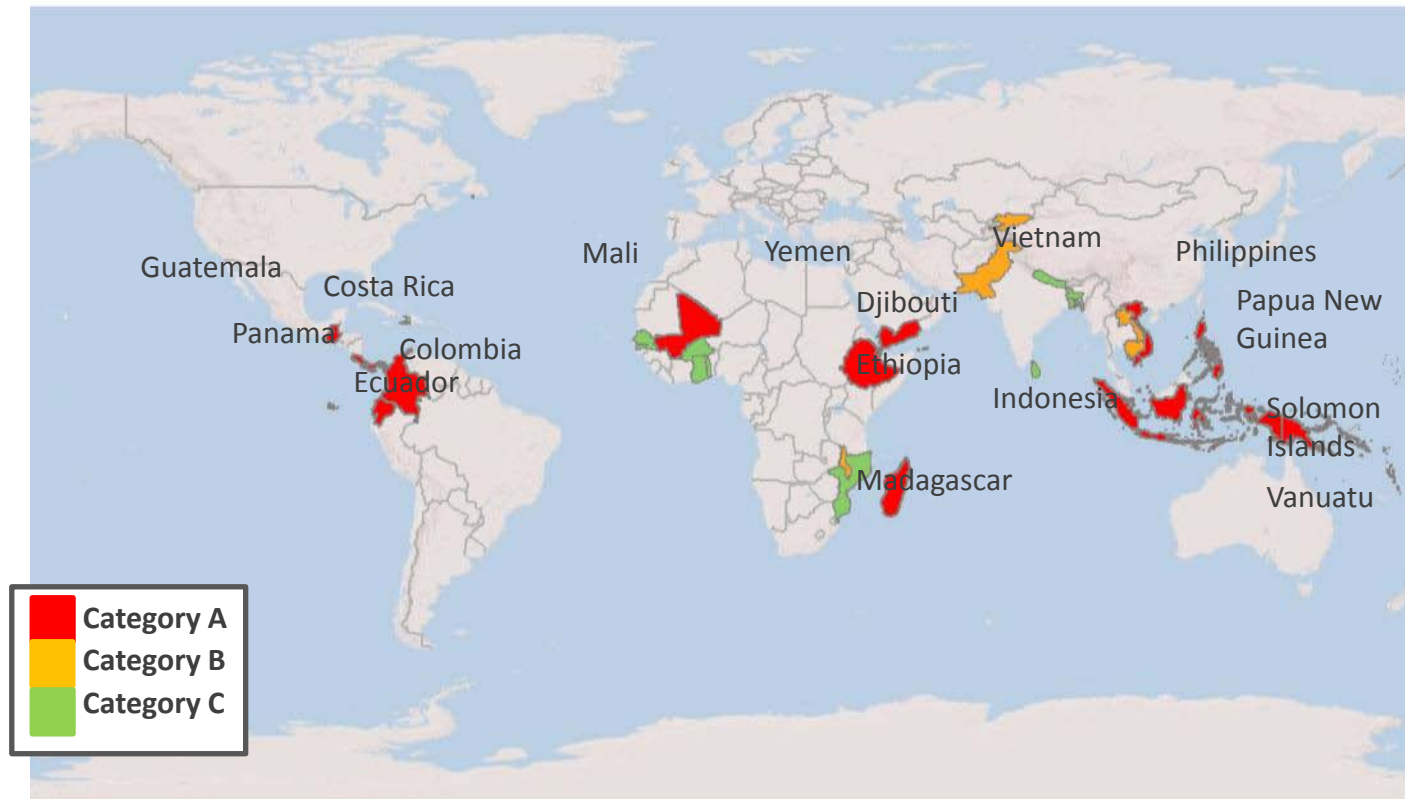 Mali
Yemen
Vietnam
Philippines
Guatemala
Costa Rica
Djibouti
Papua New
Guinea
Panama
Colombia
Ethiopia
Ecuador
Indonesia
Solomon
Islands
Madagascar
Vanuatu
Category A
Category B
Category C